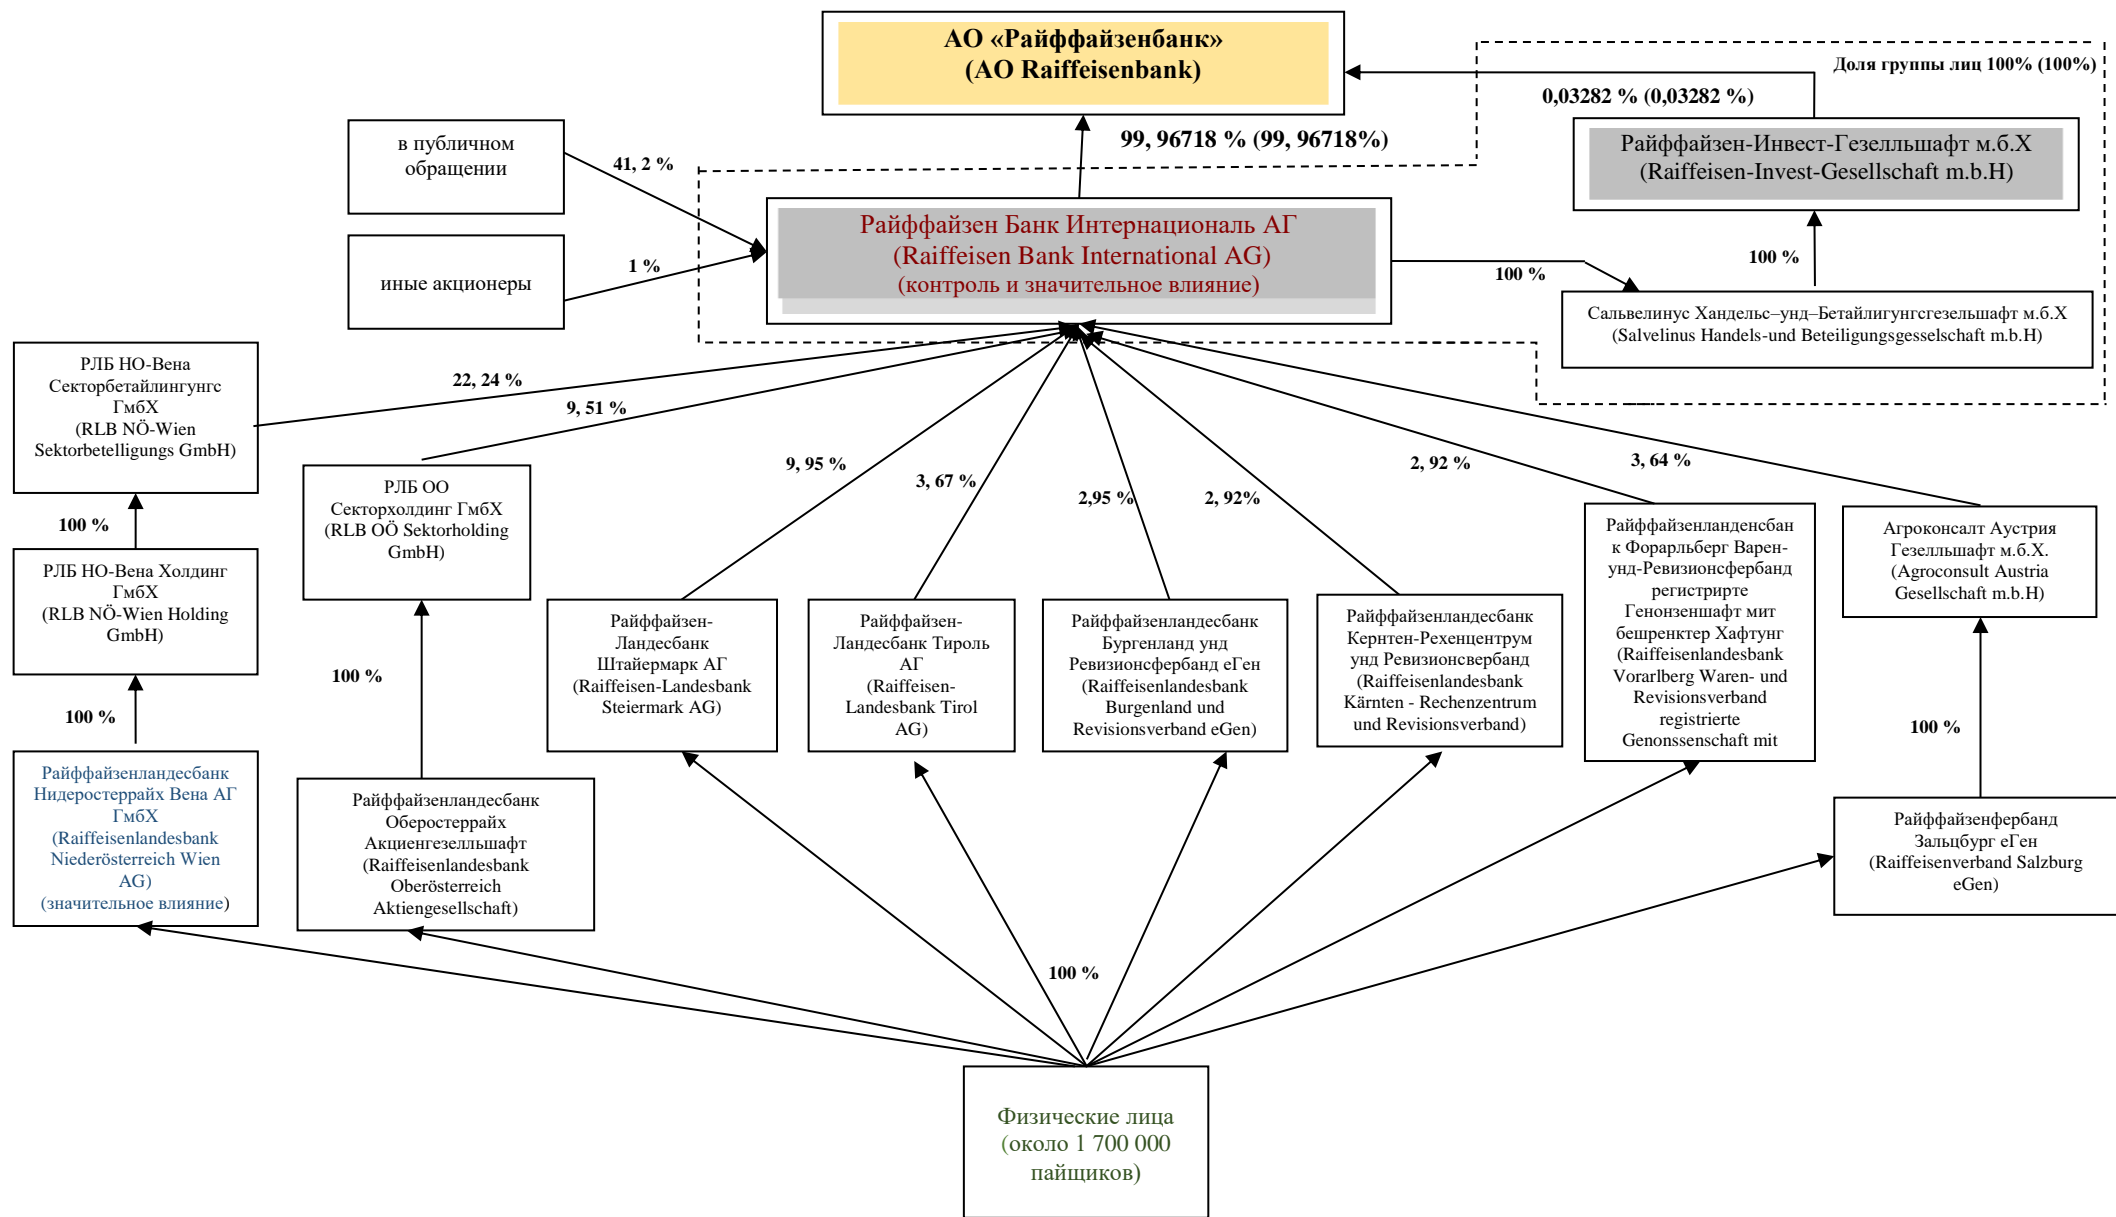 АО «Райффайзенбанк»
(AO Raiffeisenbank)
Доля группы лиц 100% (100%)
0,03282 % (0,03282 %)
99, 96718 % (99, 96718%)
в публичном
обращении
41, 2 %
Райффайзен-Инвест-Гезелльшафт м.б.Х
(Raiffeisen-Invest-Gesellschaft m.b.H)
Райффайзен Банк Интернациональ АГ
(Raiffeisen Bank International AG)
(контроль и значительное влияние)
иные акционеры
1 %
100 %
100 %
Сальвелинус Хандельс–унд–Бетайлигунгсгезельшафт м.б.Х
(Salvelinus Handels-und Beteiligungsgesselschaft m.b.H)
РЛБ НО-Вена
Секторбетайлингунгс
ГмбХ
(RLB NÖ-Wien
Sektorbetelligungs GmbH)
22, 24 %
9, 51 %
9, 95 %
3, 67 %
2,95 %
2, 92%
2, 92 %
3, 64 %
РЛБ ОО
Секторхолдинг ГмбХ
(RLB OÖ Sektorholding
GmbH)
100 %
РЛБ НО-Вена Холдинг
ГмбХ
(RLB NÖ-Wien Holding
GmbH)
Райффайзен-
Ландесбанк
Штайермарк АГ
(Raiffeisen-Landesbank
Steiermark AG)
Райффайзен-
Ландесбанк Тироль
АГ
(Raiffeisen-
Landesbank Tirol
AG)
Райффайзенландесбанк
Бургенланд унд
Ревизионсфербанд еГен
(Raiffeisenlandesbank
Burgenland und
Revisionsverband eGen)
Райффайзенландесбанк
Кернтен-Рехенцентрум
унд Ревизионсвербанд
(Raiffeisenlandesbank
Kärnten - Rechenzentrum
und Revisionsverband)
Райффайзенланденсбан
к Форарльберг Варен-
унд-Ревизионсфербанд
регистрирте
Генонзеншафт мит
бешренктер Хафтунг
(Raiffeisenlandesbank
Vorarlberg Waren- und
Revisionsverband
registrierte
Genonssenschaft mit
Агроконсалт Аустрия
Гезелльшафт м.б.Х.
(Agroconsult Austria
Gesellschaft m.b.H)
100 %
100 %
100 %
Райффайзенландесбанк
Нидеростеррайх Вена АГ
ГмбХ
(Raiffeisenlandesbank
Niederösterreich Wien
AG)
(значительное влияние)
Райффайзенландесбанк
Оберостеррайх
Акциенгезелльшафт
(Raiffeisenlandesbank
Oberösterreich
Aktiengesellschaft)
Райффайзенфербанд
Зальцбург еГен
(Raiffeisenverband Salzburg
eGen)
100 %
Физические лица
(около 1 700 000
пайщиков)